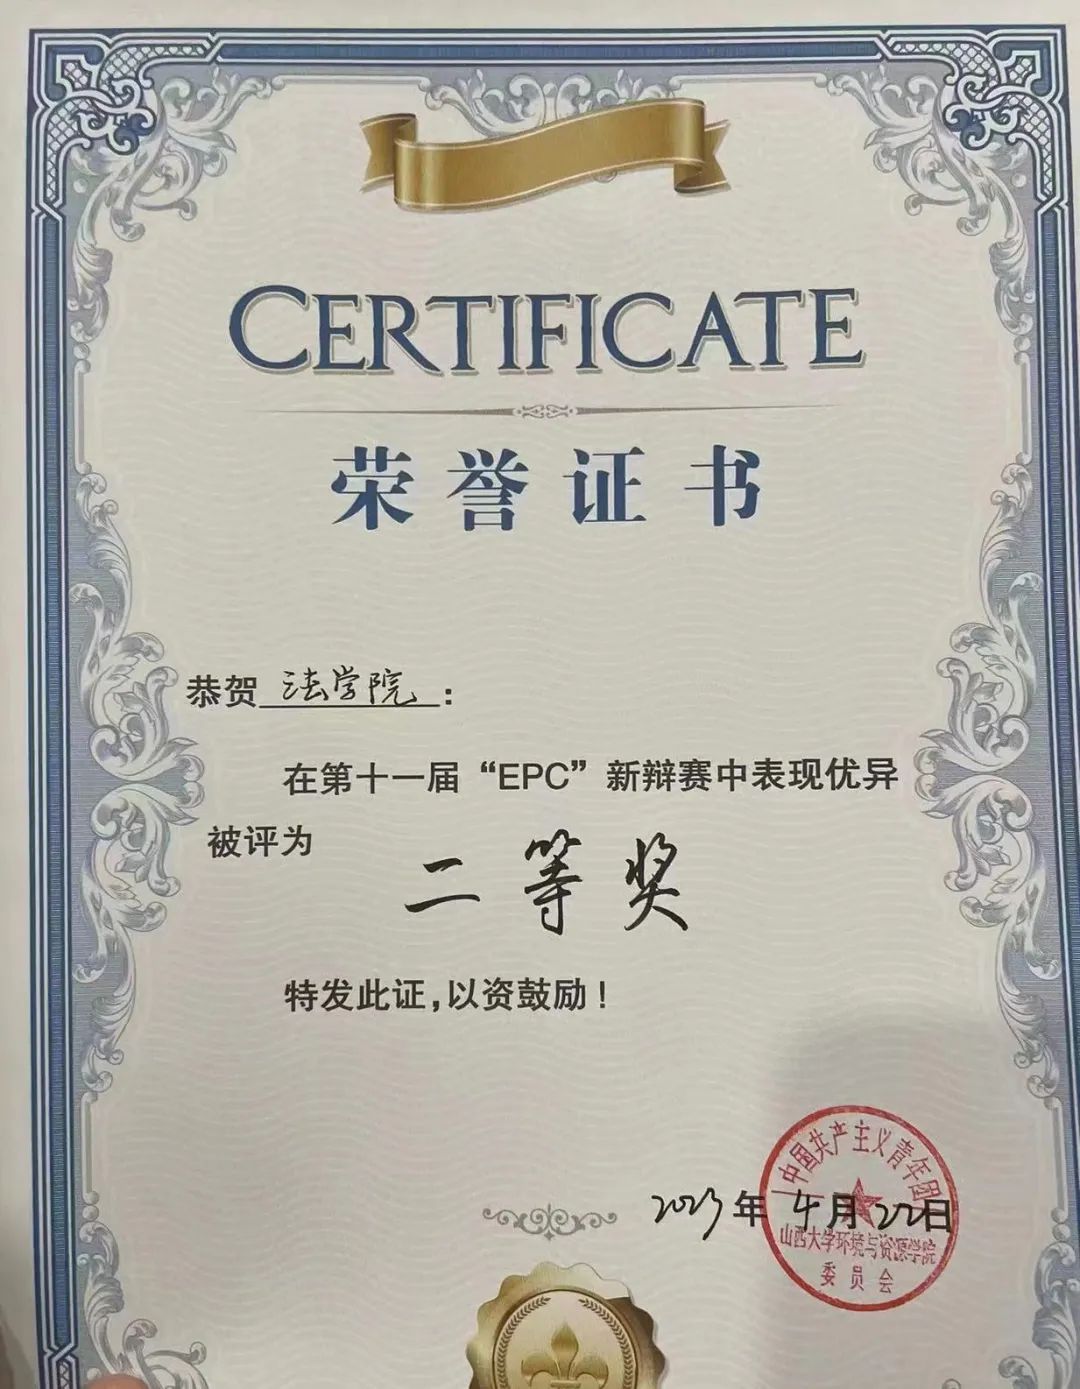 CERTIFICATE
荣誉证书
恭贺 法学院 :
在第十一届“EPC”新辩赛中表现优异
被评为
二等奖
特发此证,以资鼓励!
2023年4月22日
中国共产主义青年团
山西大学环境与资源学院
委员会